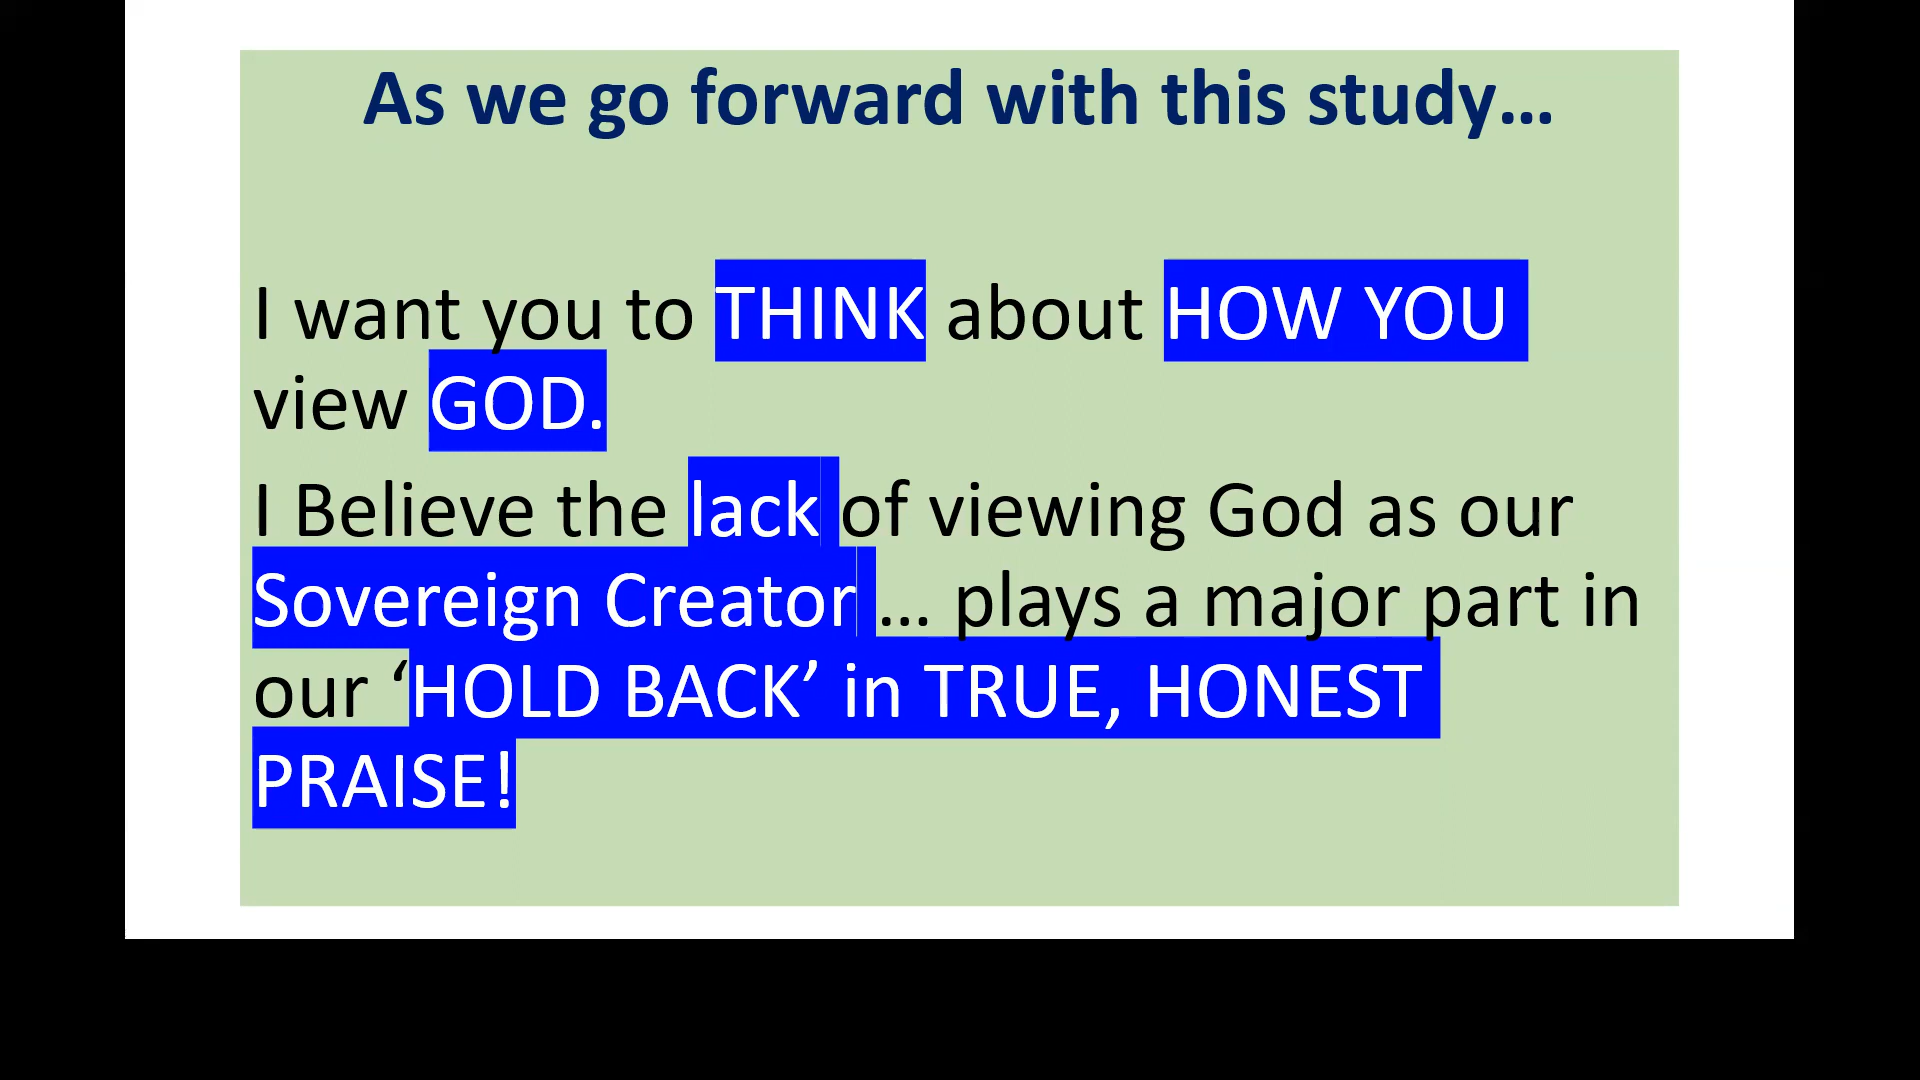 As we go forward with this study...
I want you to THINK about HOW YOU
view GOD.
I Believe the lack of viewing God as our
Sovereign Creator ... plays a major part in
our ‘HOLD BACK’ in TRUE, HONEST
PRAISE!